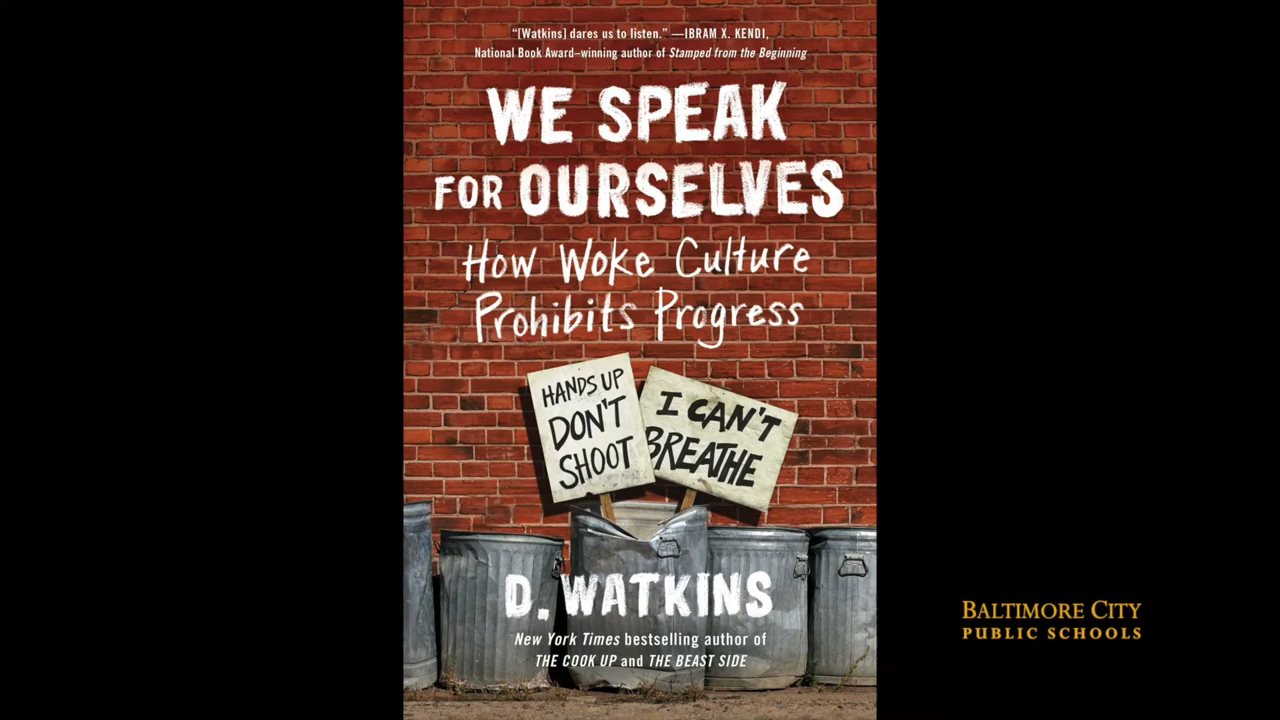 “[Watkins] dares us to listen.” —IBRAM X. KENDI,
National Book Award–winning author of Stamped from the Beginning
WE SPEAK
FOR OURSELVES
How Woke Culture
Prohibits Progress
HANDS UP
DON'T
SHOOT
I CAN'T
BREATHE
D. WATKINS
New York Times bestselling author of
THE COOK UP and THE BEAST SIDE
BALTIMORE CITY
PUBLIC SCHOOLS